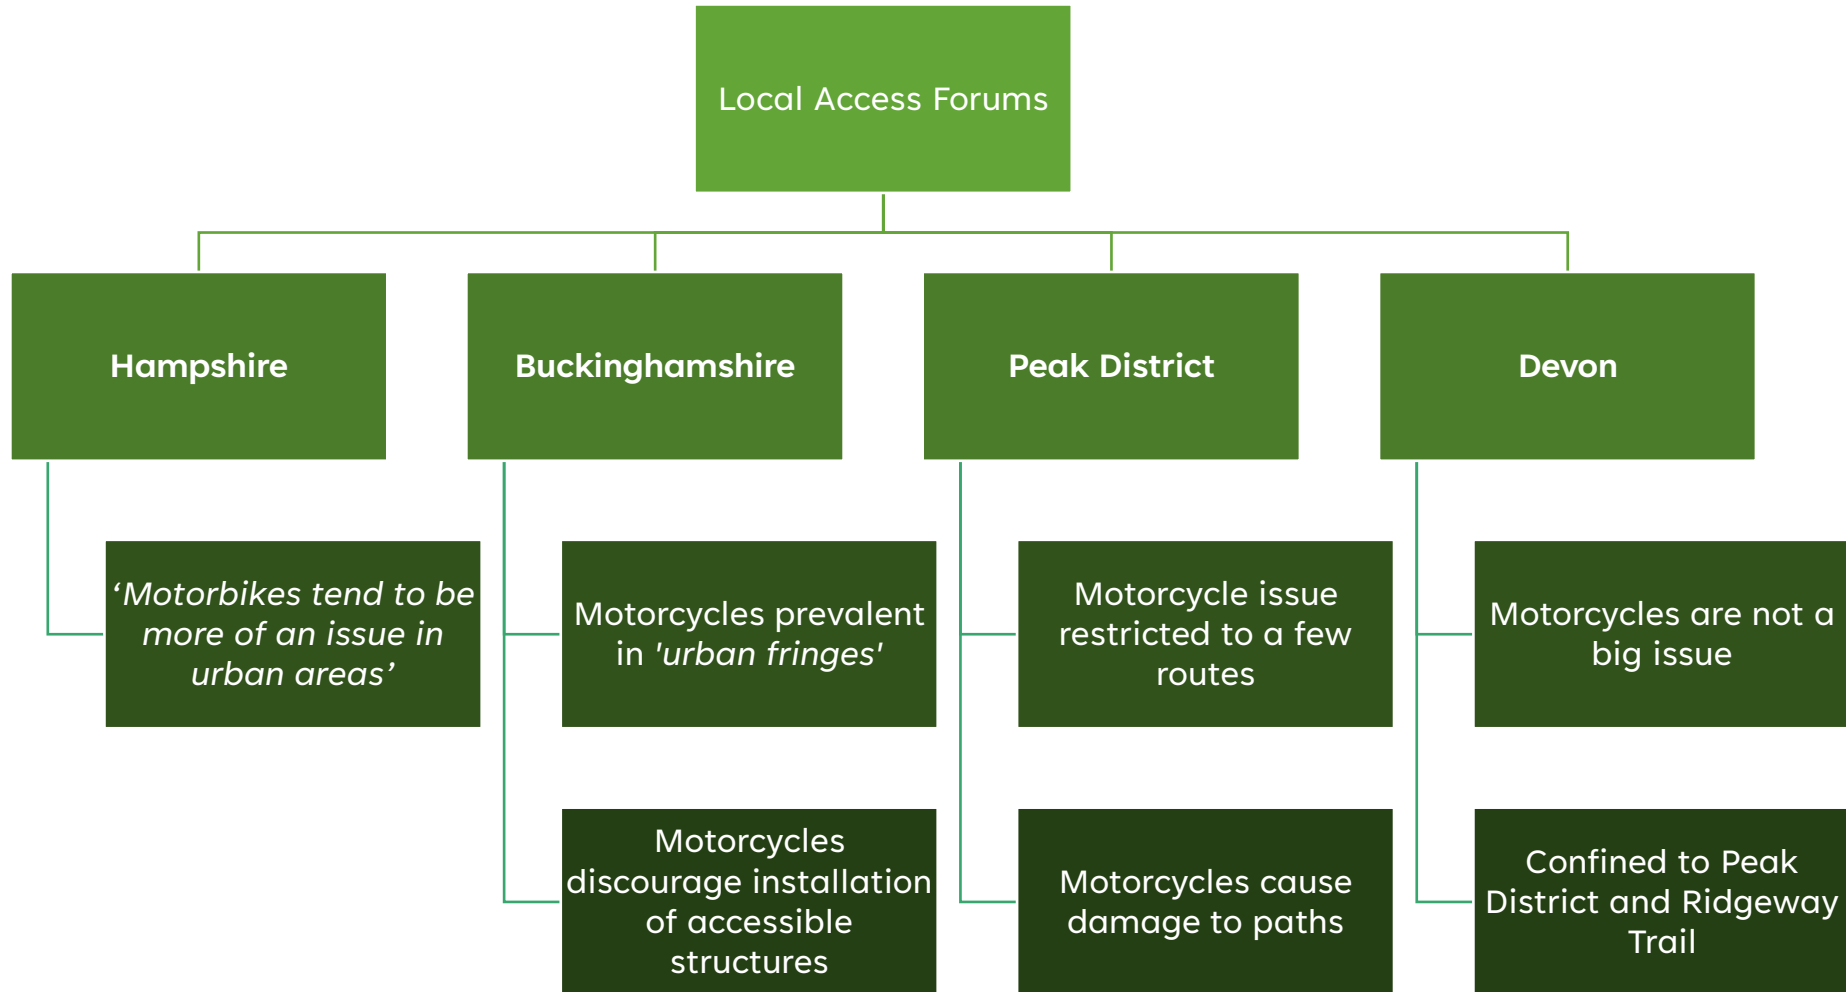 Local Access Forums
Hampshire
Buckinghamshire
Peak District
Devon
‘Motorbikes tend to be
more of an issue in
urban areas’
Motorcycles prevalent
in 'urban fringes'
Motorcycle issue
restricted to a few
routes
Motorcycles are not a
big issue
Motorcycles
discourage installation
of accessible
structures
Motorcycles cause
damage to paths
Confined to Peak
District and Ridgeway
Trail